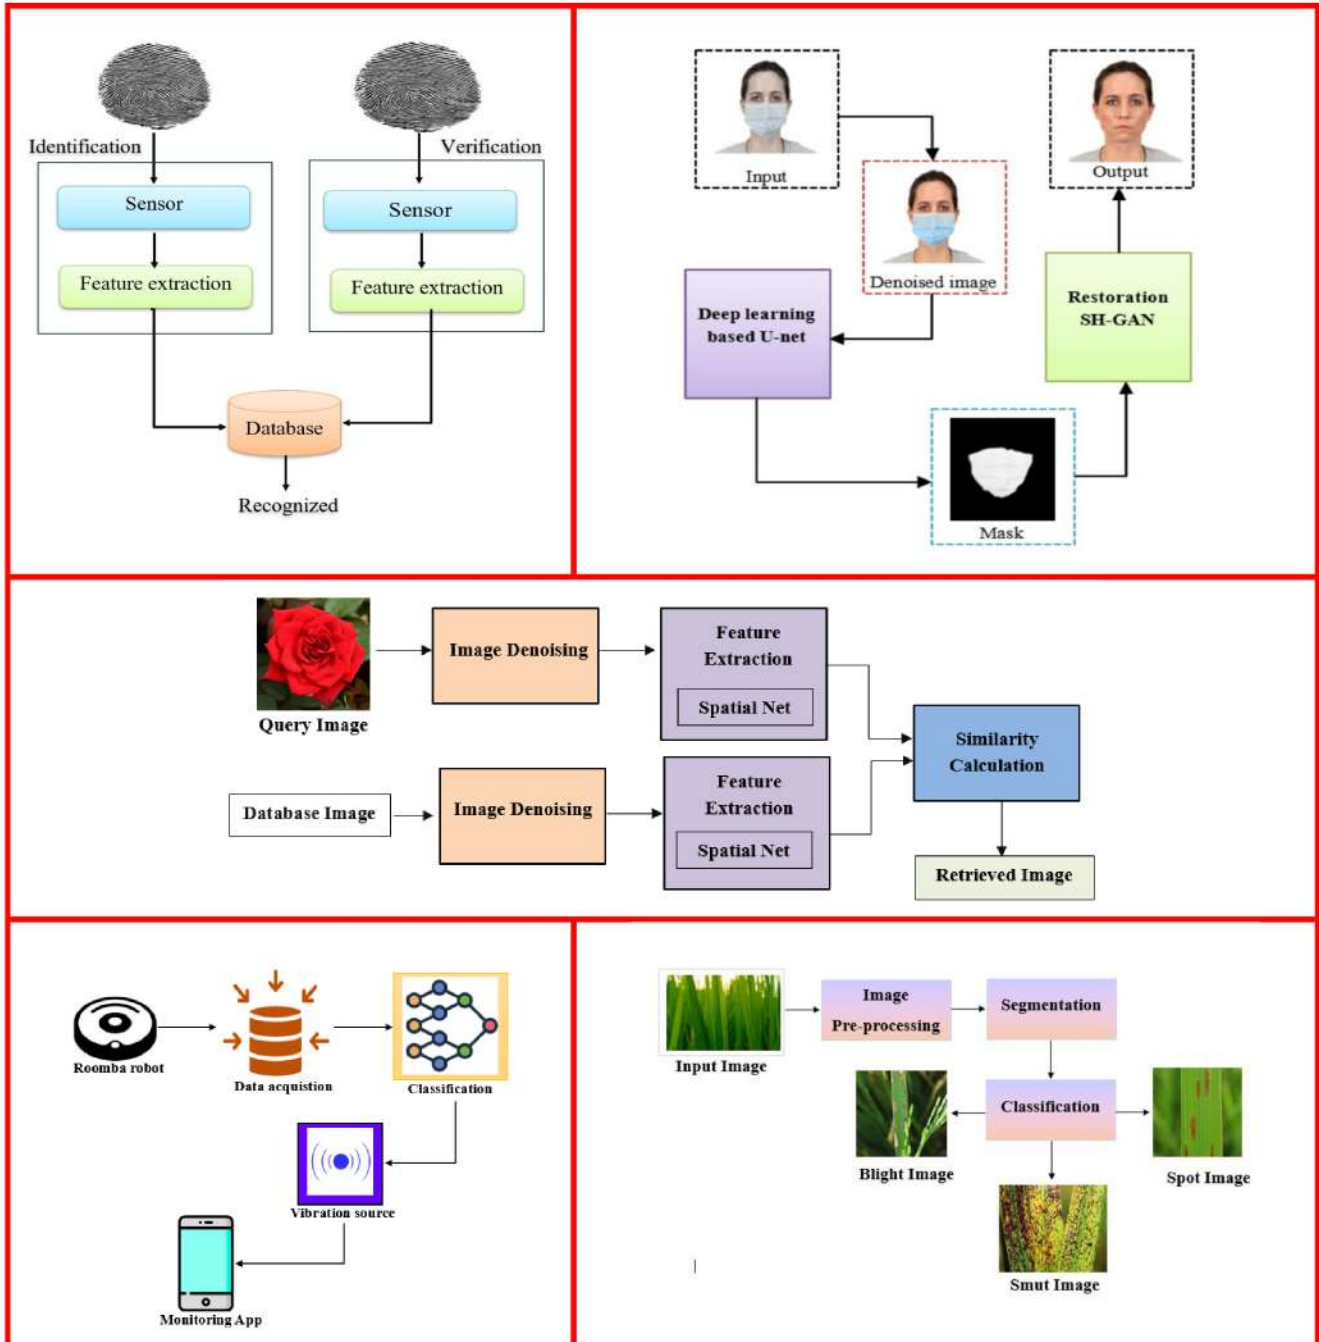 Identification
Verification
Sensor
Sensor
Feature extraction
Feature extraction
Database
Recognized
Input
Output
Denoised image
Deep learning
based U-net
Restoration
SH-GAN
Mask
Query Image
Image Denoising
Feature
Extraction
Spatial Net
Database Image
Image Denoising
Feature
Extraction
Spatial Net
Similarity
Calculation
Retrieved Image
Roomba robot
Data acquistion
Classification
Vibration source
Monitoring App
Input Image
Image
Pre-processing
Segmentation
Classification
Blight Image
Spot Image
Smut Image